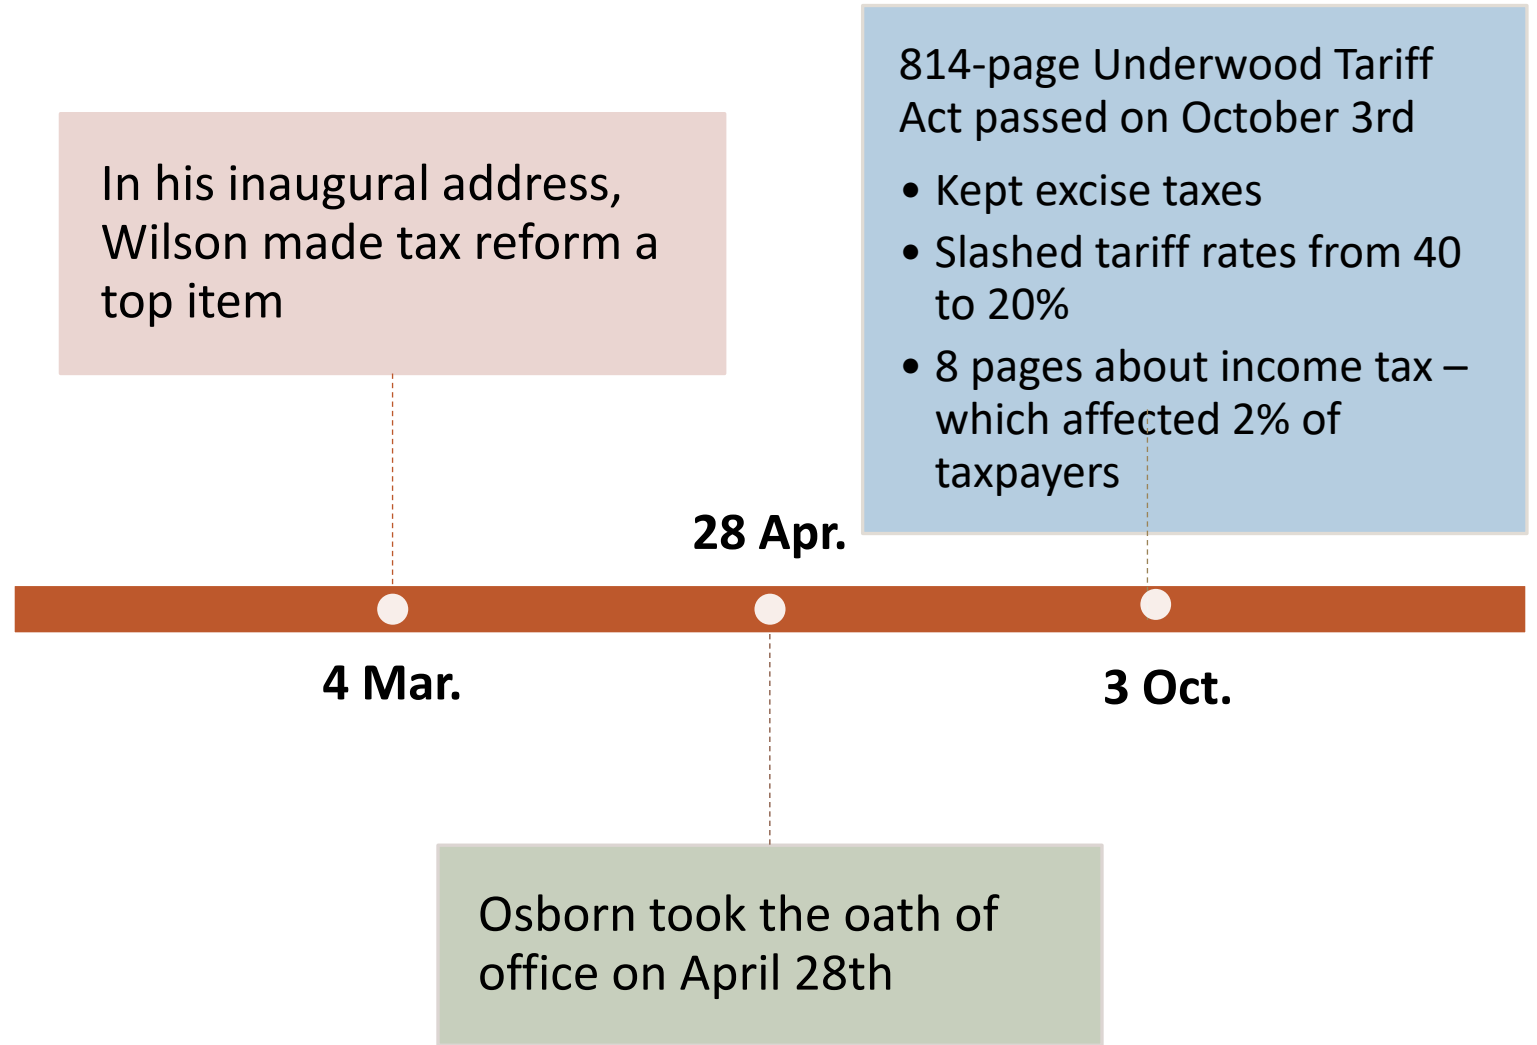 In his inaugural address,
Wilson made tax reform a
top item
4 Mar.
28 Apr.
Osborn took the oath of
office on April 28th
814-page Underwood Tariff
Act passed on October 3rd
• Kept excise taxes
• Slashed tariff rates from 40
to 20%
• 8 pages about income tax –
which affected 2% of
taxpayers
3 Oct.